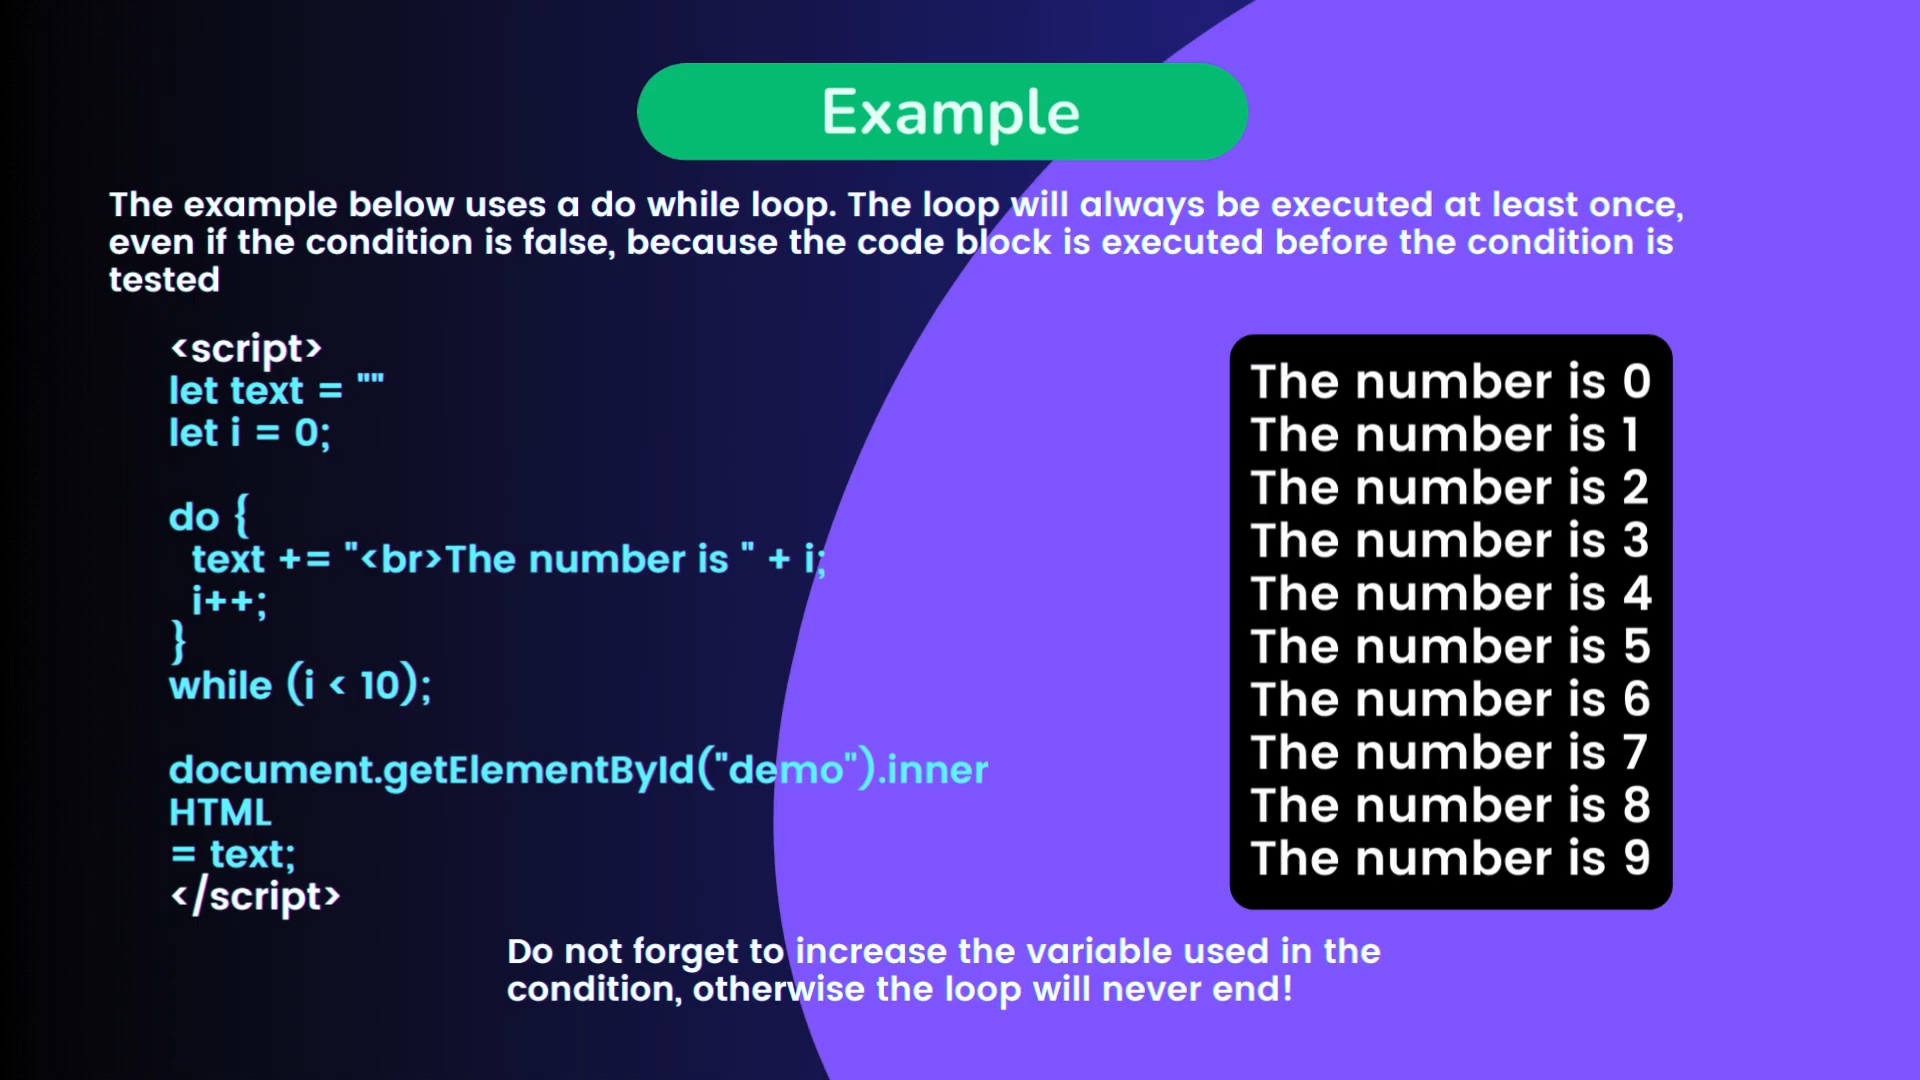 Example
The example below uses a do while loop. The loop will always be executed at least once,
even if the condition is false, because the code block is executed before the condition is
tested
<script>
let text = ""
let i = 0;
do {
text += "<br>The number is " + i;
i++;
}
while (i < 10);
document.getElementById("demo").inner
HTML
= text;
</script>
The number is 0
The number is 1
The number is 2
The number is 3
The number is 4
The number is 5
The number is 6
The number is 7
The number is 8
The number is 9
Do not forget to increase the variable used in the
condition, otherwise the loop will never end!